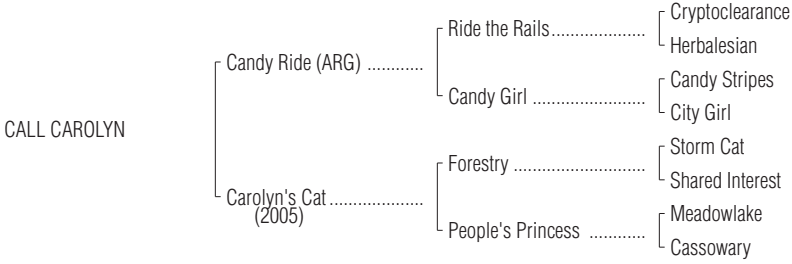 Cryptoclearance
Ride the Rails.....................
Herbalesian
Candy Ride (ARG) ............
Candy Stripes
Candy Girl .........................
City Girl
CALL CAROLYN
Storm Cat
Forestry .............................
Shared Interest
Carolyn's Cat....................
(2005)
Meadowlake
People's Princess ............
Cassowary